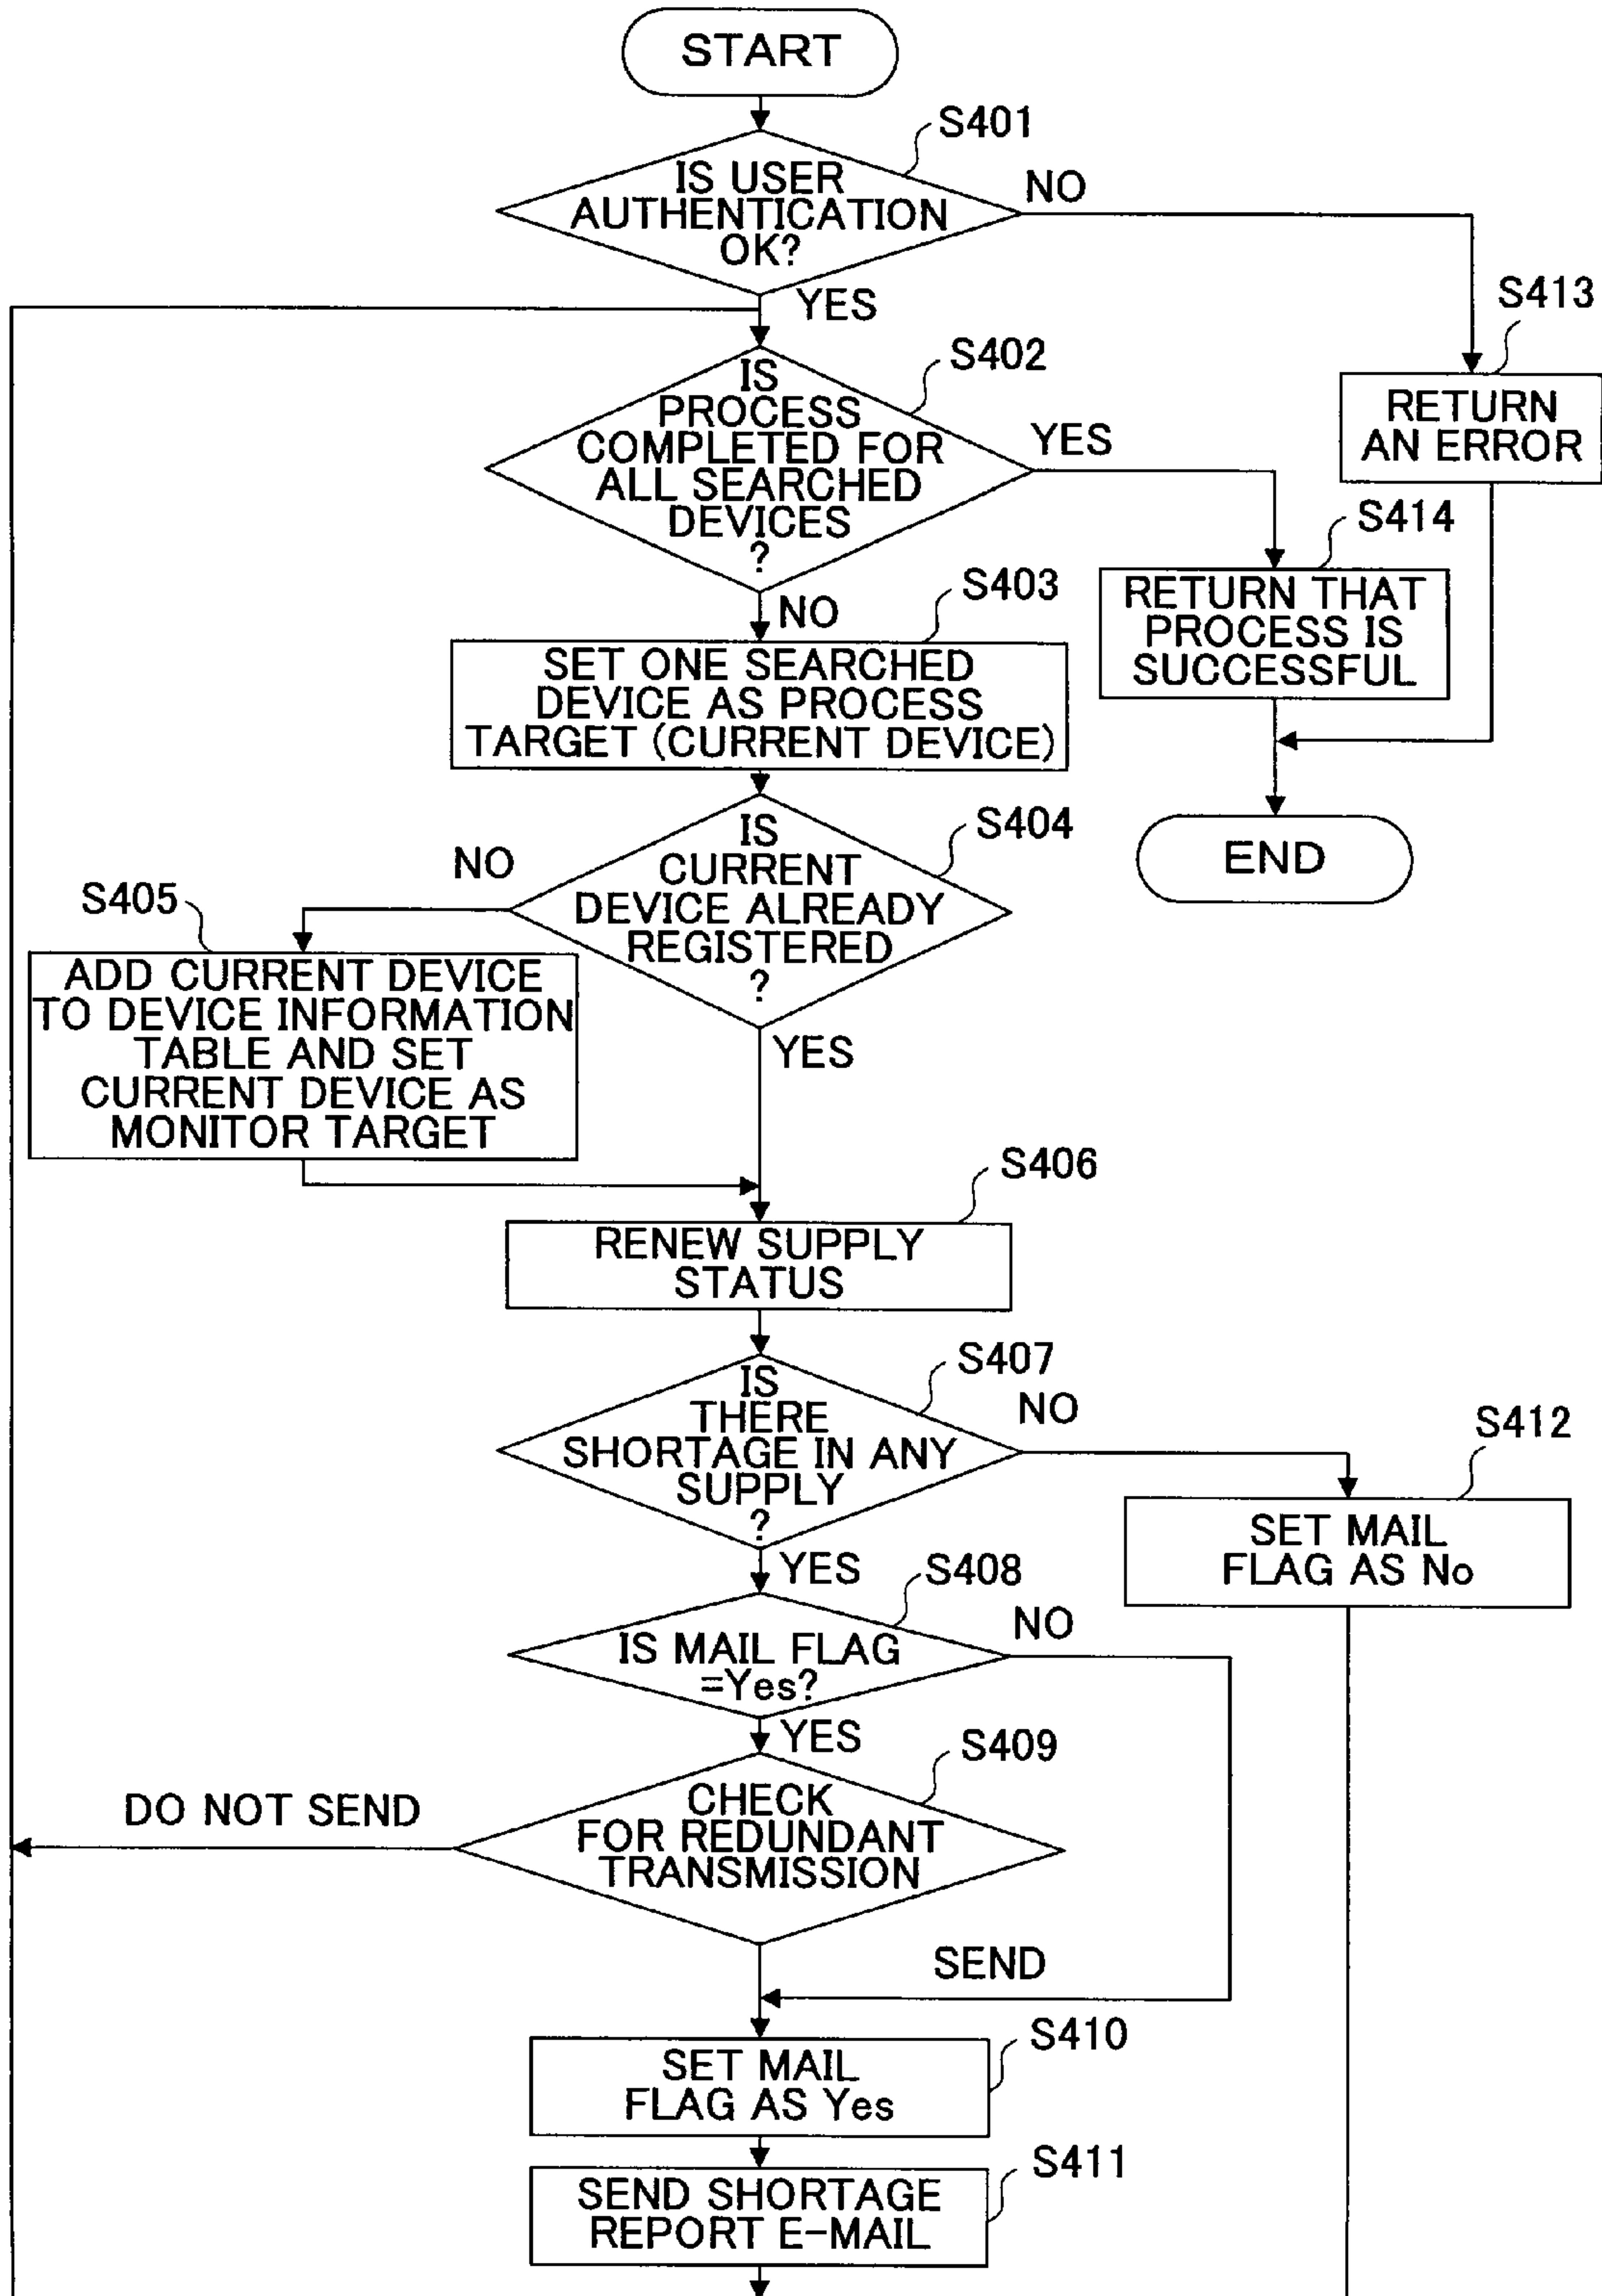 START
S401
IS USER
AUTHENTICATION
OK?
NO
YES
S413
RETURN
AN ERROR
S402
IS
PROCESS
COMPLETED FOR
ALL SEARCHED
DEVICES
?
YES
NO
S414
RETURN THAT
PROCESS IS
SUCCESSFUL
END
S403
SET ONE SEARCHED
DEVICE AS PROCESS
TARGET (CURRENT DEVICE)
S404
IS
CURRENT
DEVICE ALREADY
REGISTERED
?
NO
YES
S405
ADD CURRENT DEVICE
TO DEVICE INFORMATION
TABLE AND SET
CURRENT DEVICE AS
MONITOR TARGET
S406
RENEW SUPPLY
STATUS
S407
IS
THERE
SHORTAGE IN ANY
SUPPLY
?
NO
YES
S412
SET MAIL
FLAG AS No
S408
IS MAIL FLAG
=Yes?
NO
YES
S409
CHECK
FOR REDUNDANT
TRANSMISSION
DO NOT SEND
SEND
S410
SET MAIL
FLAG AS Yes
S411
SEND SHORTAGE
REPORT E-MAIL